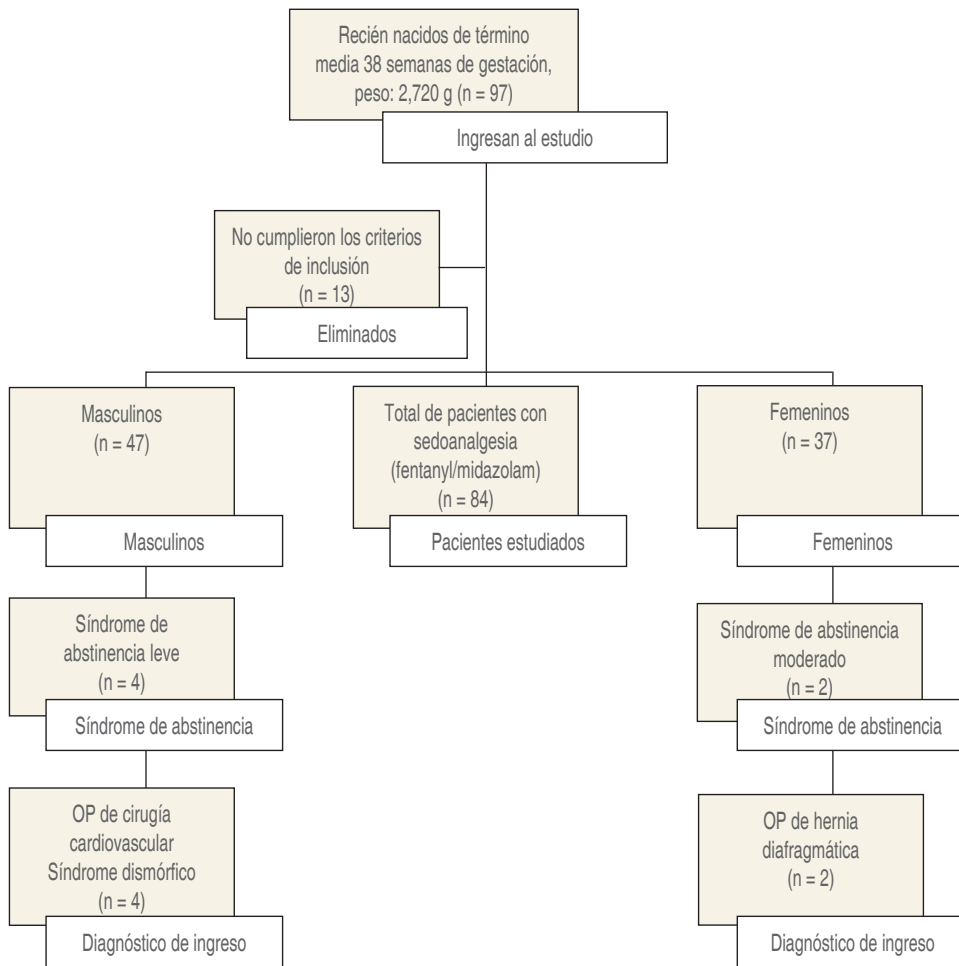 Recién nacidos de término
media 38 semanas de gestación,
peso: 2,720 g (n = 97)
Ingresan al estudio
No cumplieron los criterios
de inclusión
(n = 13)
Eliminados
Masculinos
(n = 47)
Masculinos
Total de pacientes con
sedoanalgesia
(fentanyl/midazolam)
(n = 84)
Pacientes estudiados
Femeninos
(n = 37)
Femeninos
Síndrome de
abstinencia leve
(n = 4)
Síndrome de abstinencia
Síndrome de abstinencia
moderado
(n = 2)
Síndrome de abstinencia
OP de cirugía
cardiovascular
Síndrome dismórfico
(n = 4)
Diagnóstico de ingreso
OP de hernia
diafragmática
(n = 2)
Diagnóstico de ingreso